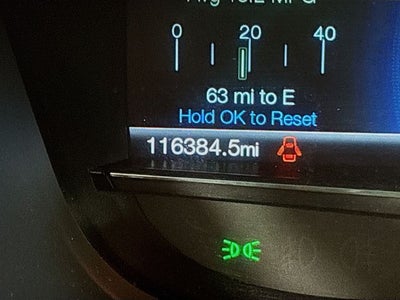 0 20 40
63 mi to E
Hold OK to Reset
116384.5mi